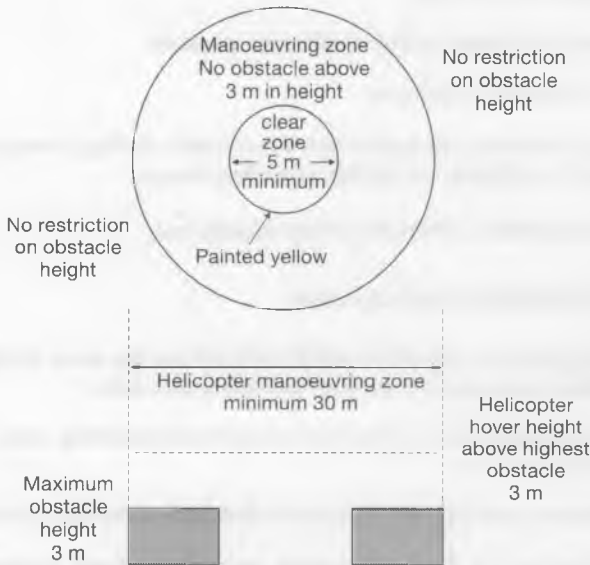 Manoeuvring zone
No obstacle above
3 m in height
No restriction
on obstacle
height
clear
zone
5 m
minimum
No restriction
on obstacle
height
Painted yellow
Helicopter manoeuvring zone
minimum 30 m
Helicopter
hover height
above highest
obstacle
3 m
Maximum
obstacle
height
3 m